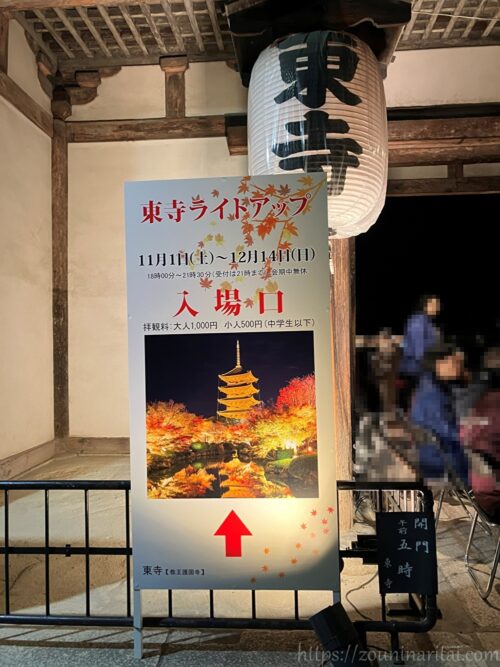 東寺
東寺ライトアップ
11月1日(土)～12月14日(日)
18時00分～21時30分(受付は21時まで) 会期中無休
入場口
拝観料：大人1,000円　小人500円(中学生以下)
東寺【教王護国寺】
開門
午前五時
東寺
https://zouninaritai.com